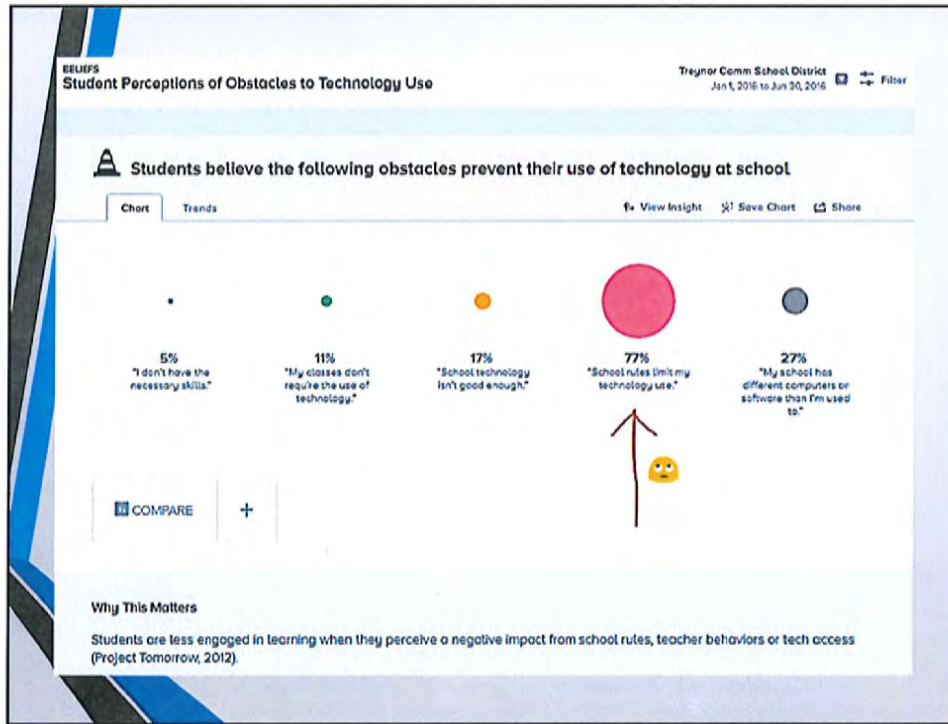 BELIEFS
Student Perceptions of Obstacles to Technology Use
Treynor Comm School District
Jan 1, 2016 to Jun 30, 2016
Filter
Students believe the following obstacles prevent their use of technology at school
Chart Trends
View Insight Save Chart Share
5%
"I don't have the
necessary skills."
11%
"My classes don't
require the use of
technology."
17%
"School technology
isn't good enough."
77%
"School rules limit my
technology use."
27%
"My school has
different computers or
software than I'm used
to."
COMPARE +
Why This Matters
Students are less engaged in learning when they perceive a negative impact from school rules, teacher behaviors or tech access
(Project Tomorrow, 2012).